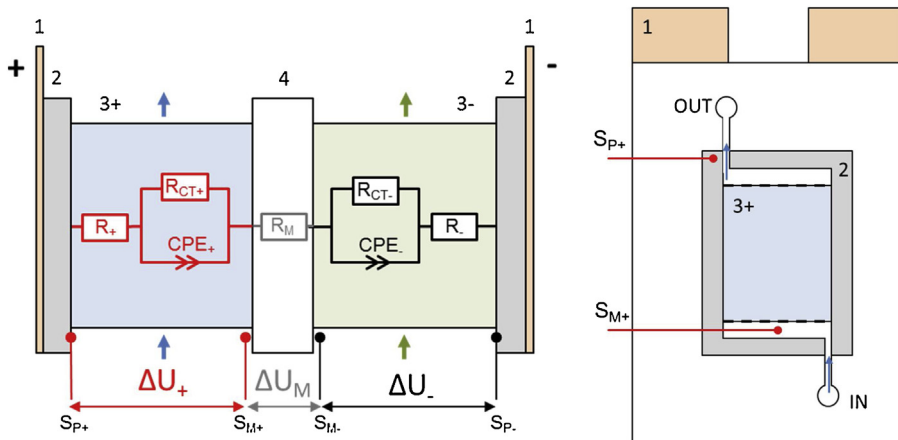 1
1
+
-
2
4
2
3+
3-
R_CT+
R_CT-
R_+
R_M
R_-
CPE_+
CPE_-
ΔU_+
ΔU_M
ΔU_-
S_P+
S_M+
S_M-
S_P-
1
OUT
S_P+
2
3+
S_M+
IN